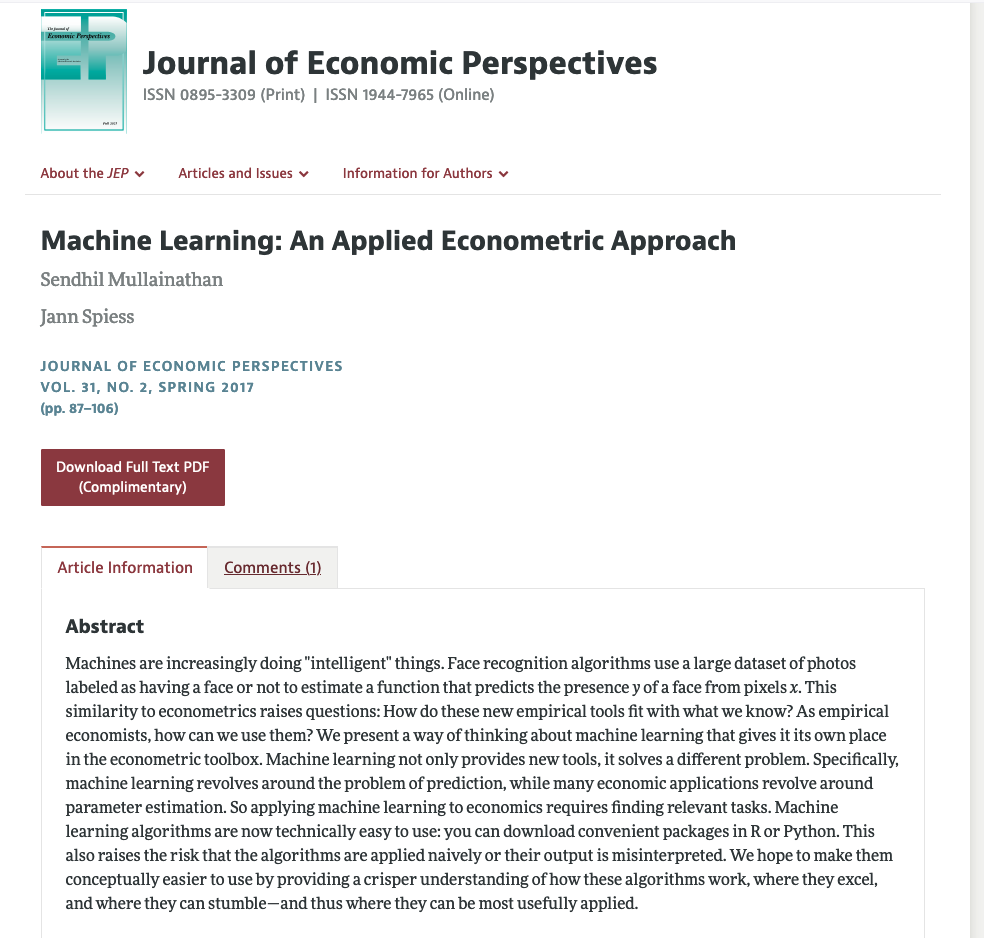 The Journal of
Economic Perspectives
Journal of Economic Perspectives
ISSN 0895-3309 (Print) | ISSN 1944-7965 (Online)
About the JEP
Articles and Issues
Information for Authors
Machine Learning: An Applied Econometric Approach
Sendhil Mullainathan
Jann Spiess
JOURNAL OF ECONOMIC PERSPECTIVES
VOL. 31, NO. 2, SPRING 2017
(pp. 87–106)
Download Full Text PDF
(Complimentary)
Article Information
Comments (1)
Abstract
Machines are increasingly doing "intelligent" things. Face recognition algorithms use a large dataset of photos
labeled as having a face or not to estimate a function that predicts the presence y of a face from pixels x. This
similarity to econometrics raises questions: How do these new empirical tools fit with what we know? As empirical
economists, how can we use them? We present a way of thinking about machine learning that gives it its own place
in the econometric toolbox. Machine learning not only provides new tools, it solves a different problem. Specifically,
machine learning revolves around the problem of prediction, while many economic applications revolve around
parameter estimation. So applying machine learning to economics requires finding relevant tasks. Machine
learning algorithms are now technically easy to use: you can download convenient packages in R or Python. This
also raises the risk that the algorithms are applied naively or their output is misinterpreted. We hope to make them
conceptually easier to use by providing a crisper understanding of how these algorithms work, where they excel,
and where they can stumble—and thus where they can be most usefully applied.